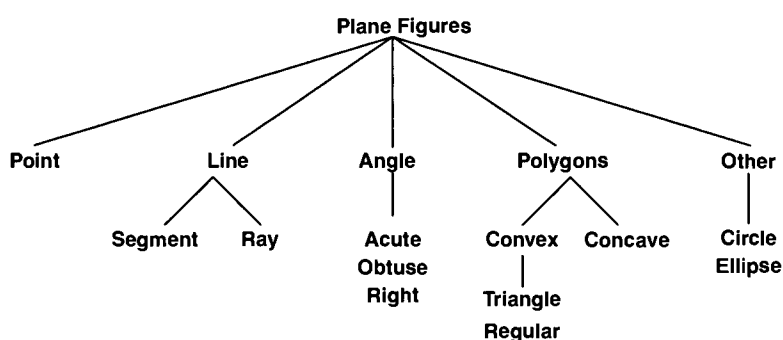 Plane Figures
Point Line Angle Polygons Other
Segment Ray Acute Convex Concave Circle
Obtuse Ellipse
Right Triangle
Regular